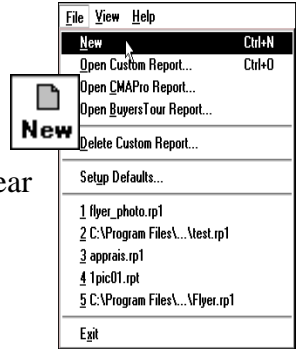 File View Help
New Ctrl+N
Open Custom Report... Ctrl+O
Open CMAPro Report...
Open BuyersTour Report...
New
Delete Custom Report...
ear
Setup Defaults...
1 flyer_photo.rp1
2 C:\Program Files\...\test.rp1
3 apprais.rp1
4 1pic01.rpt
5 C:\Program Files\...\Flyer.rp1
Exit